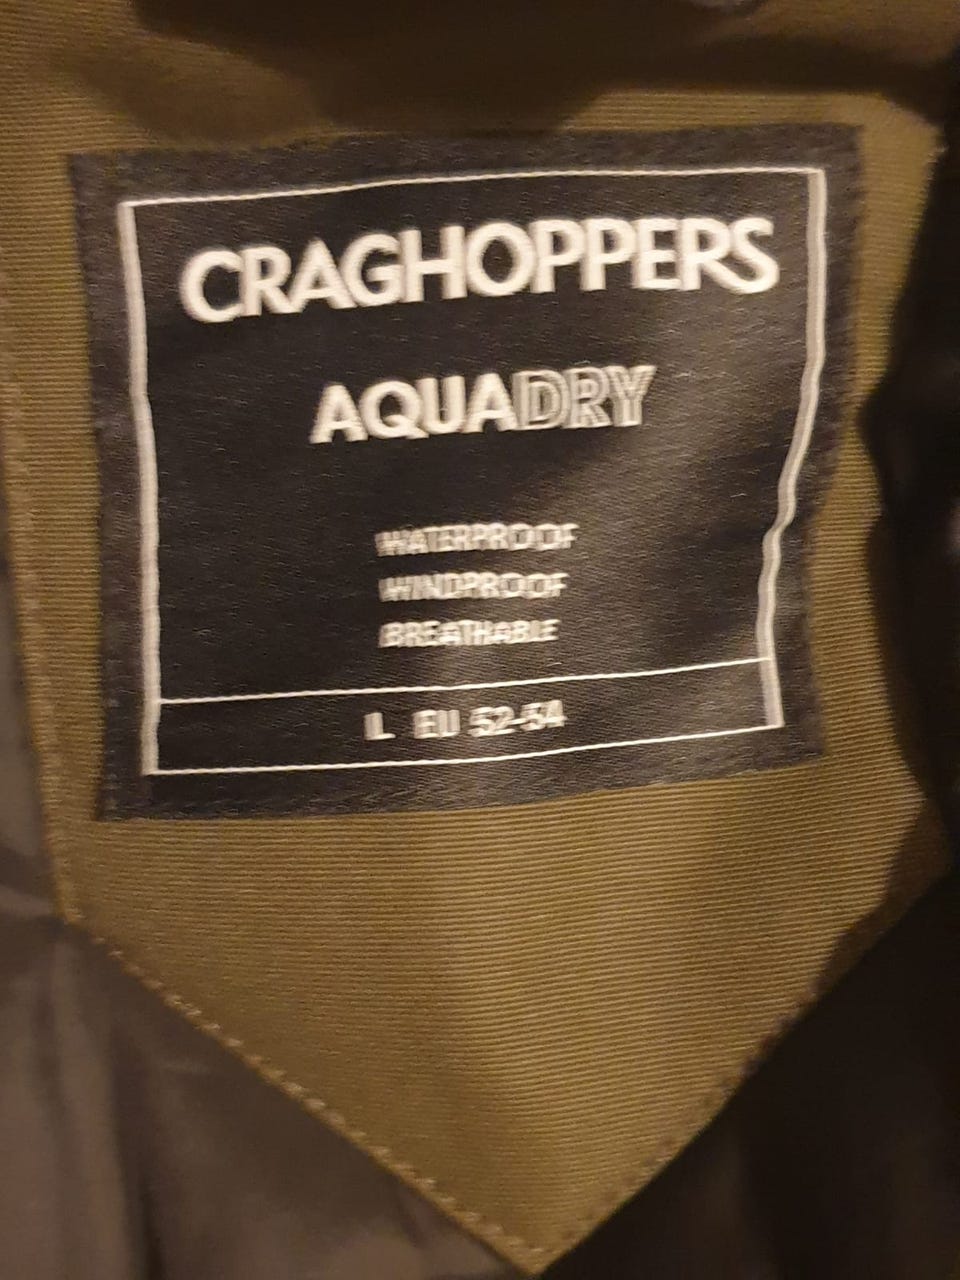 CRAGHOPPERS
AQUADRY
WATERPROOF
WINDPROOF
BREATHABLE
L EU 52-54